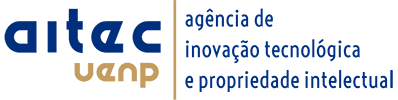 aitec
uenp
agência de
inovação tecnológica
e propriedade intelectual